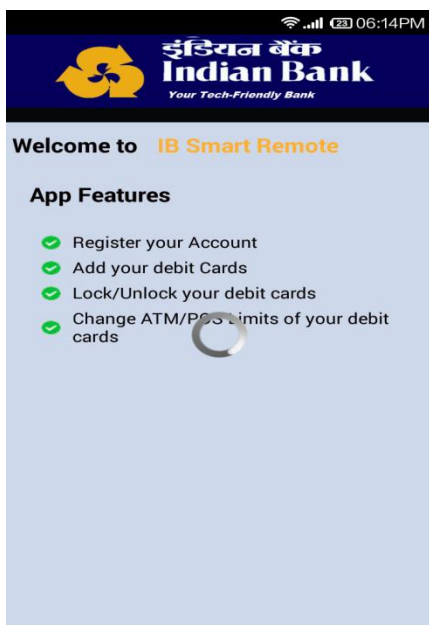 23 06:14PM
इंडियन बैंक
Indian Bank
Your Tech-Friendly Bank
Welcome to IB Smart Remote
App Features
Register your Account
Add your debit Cards
Lock/Unlock your debit cards
Change ATM/POS Limits of your debit
cards